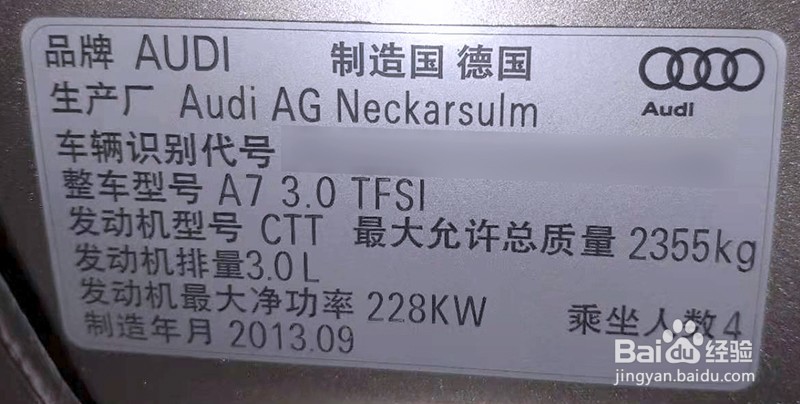 品牌 AUDI 制造国 德国
生产厂 Audi AG Neckarsulm
Audi
车辆识别代号
整车型号 A7 3.0 TFSI
发动机型号 CTT 最大允许总质量 2355kg
发动机排量3.0L
发动机最大净功率 228KW 乘坐人数4
制造年月 2013.09
Bai du 经验
jingyan.baidu.com